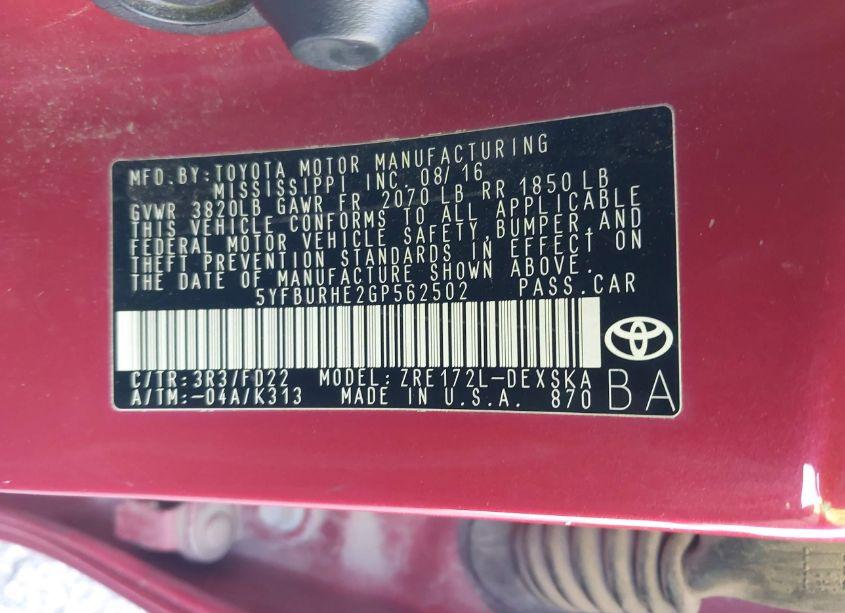 MFD.BY:TOYOTA MOTOR MANUFACTURING
MISSISSIPPI INC. 08/16
GVWR 3820LB GAWR FR 2070 LB RR 1850 LB
THIS VEHICLE CONFORMS TO ALL APPLICABLE
FEDERAL MOTOR VEHICLE SAFETY,BUMPER,AND
THEFT PREVENTION STANDARDS IN EFFECT ON
THE DATE OF MANUFACTURE SHOWN ABOVE.
5YFBURHE2GP562502 PASS.CAR
C/TR:3R3/FD22 MODEL:ZRE172L-DEXSKA
A/TM:-04A/K313 MADE IN U.S.A. 870 BA